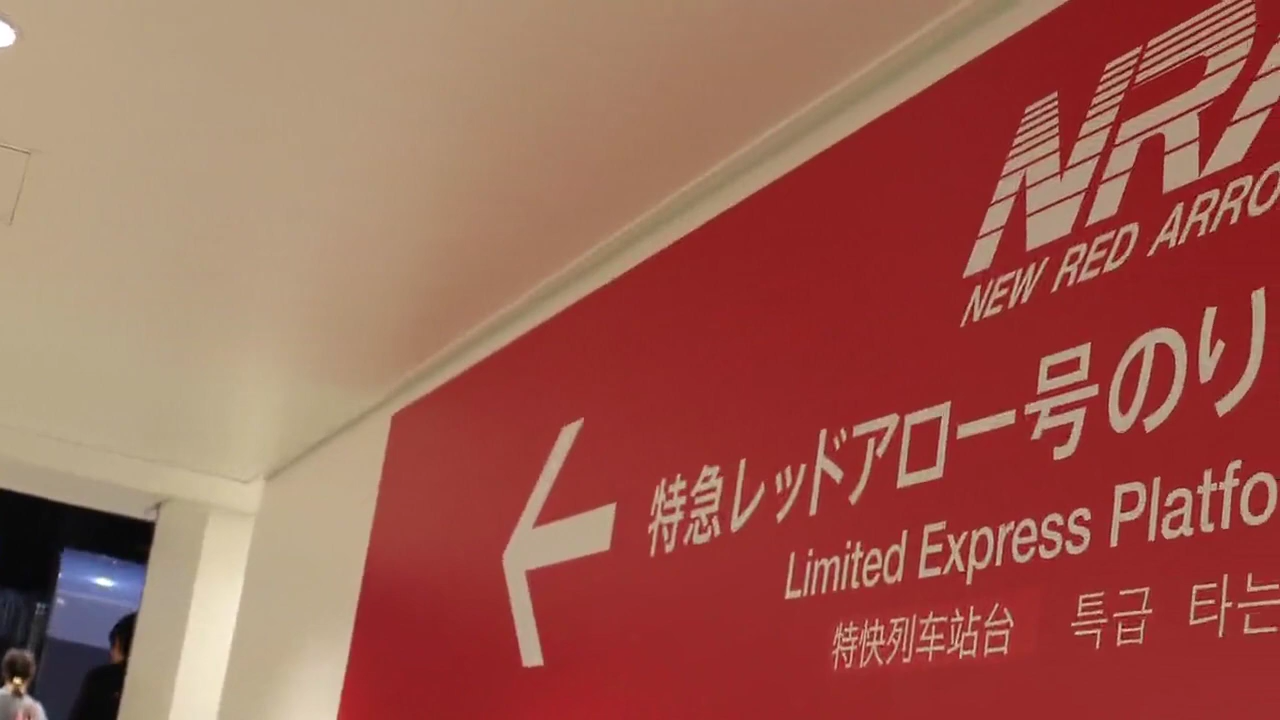 NRA
NEW RED ARRO
特急レッドアロー号のり
Limited Express Platfo
特快列车站台 특급 타는